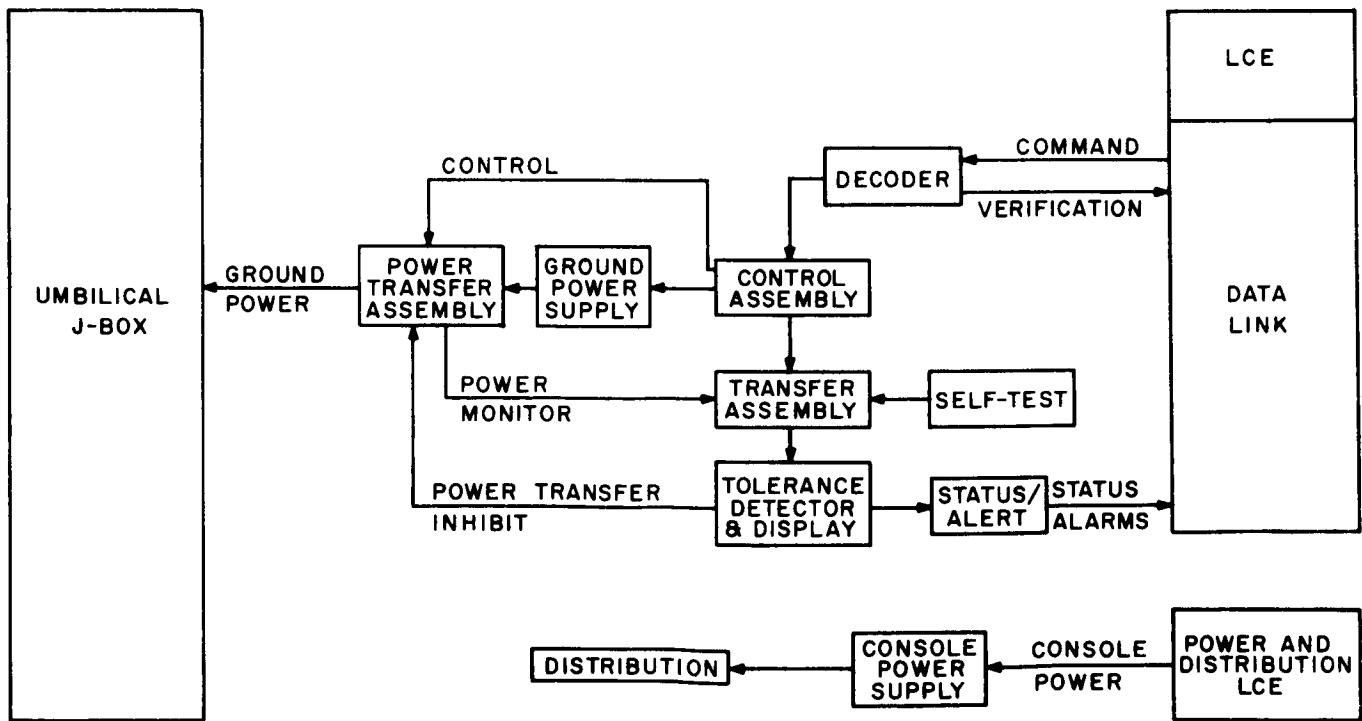 LCE
COMMAND
CONTROL
DECODER
VERIFICATION
GROUND
POWER
POWER
TRANSFER
ASSEMBLY
GROUND
POWER
SUPPLY
CONTROL
ASSEMBLY
UMBILICAL
J-BOX
DATA
LINK
POWER
MONITOR
TRANSFER
ASSEMBLY
SELF-TEST
POWER TRANSFER
INHIBIT
TOLERANCE
DETECTOR
& DISPLAY
STATUS/
ALERT
STATUS
ALARMS
DISTRIBUTION
CONSOLE
POWER
SUPPLY
CONSOLE
POWER
POWER AND
DISTRIBUTION
LCE